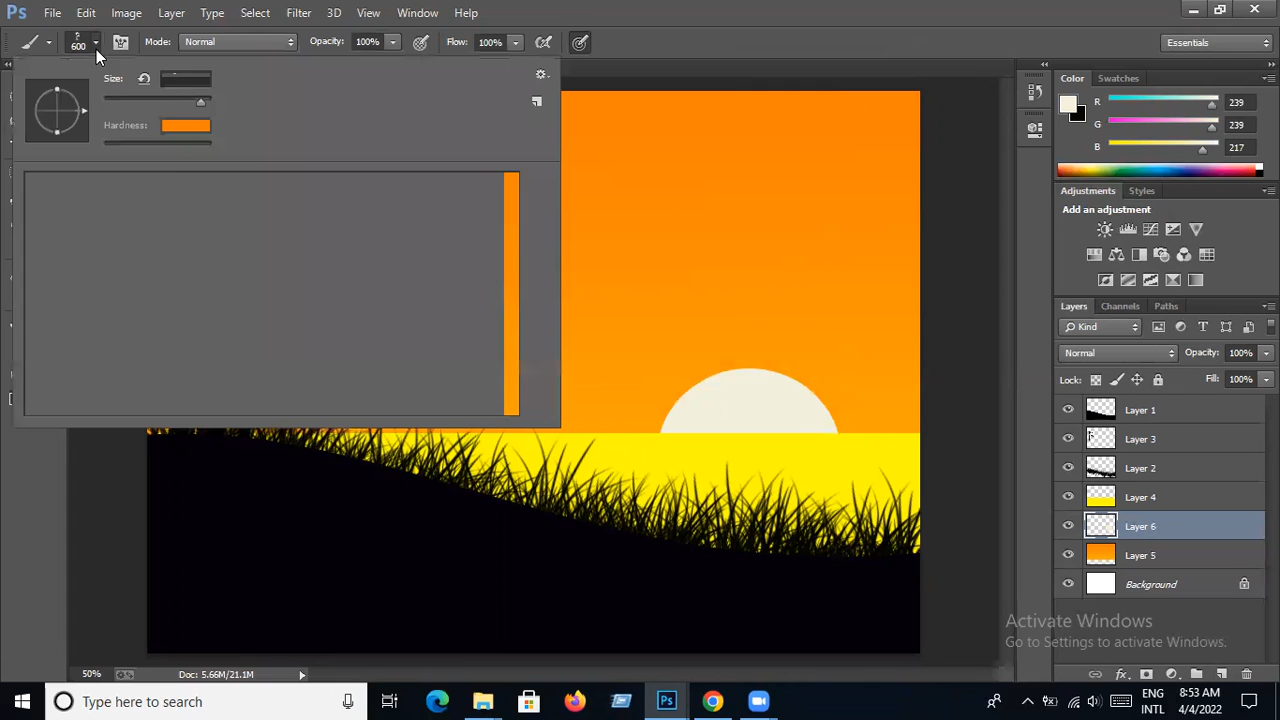 Ps File Edit Image Layer Type Select Filter 3D View Window Help
600 Mode: Normal Opacity: 100% Flow: 100% Essentials
Size:
Hardness:
Color Swatches
R 239
G 239
B 217
Adjustments Styles
Add an adjustment
Layers Channels Paths
Kind
Normal Opacity: 100%
Lock: Fill: 100%
Layer 1
Layer 3
Layer 2
Layer 4
Layer 6
Layer 5
Background
Activate Windows
Go to Settings to activate Windows.
50% Doc: 5.66M/21.1M
Type here to search
Ps
ENG
INTL
8:53 AM
4/4/2022